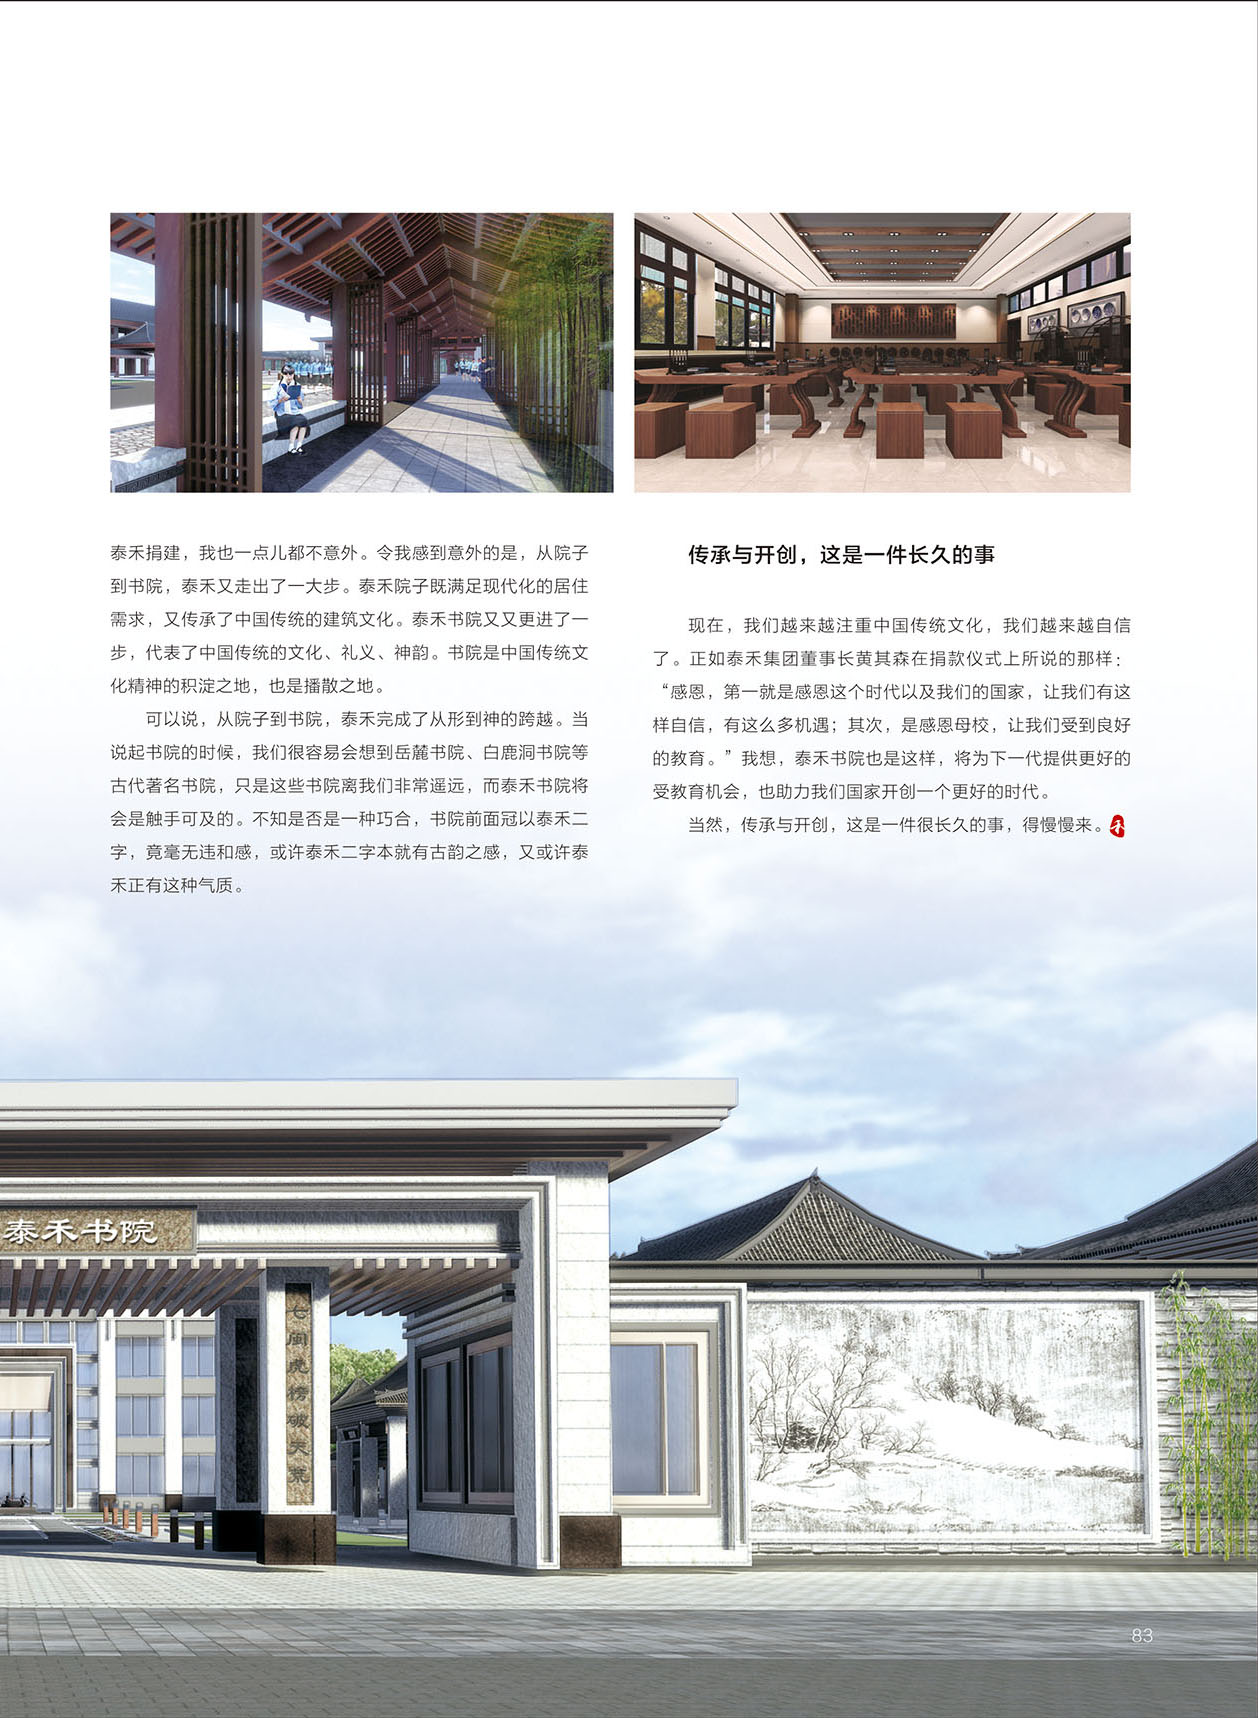 泰禾捐建，我也一点儿都不意外。令我感到意外的是，从院子
到书院，泰禾又走出了一大步。泰禾院子既满足现代化的居住
需求，又传承了中国传统的建筑文化。泰禾书院又又更进了一
步，代表了中国传统的文化、礼义、神韵。书院是中国传统文
化精神的积淀之地，也是播散之地。
可以说，从院子到书院，泰禾完成了从形到神的跨越。当
说起书院的时候，我们很容易会想到岳麓书院、白鹿洞书院等
古代著名书院，只是这些书院离我们非常遥远，而泰禾书院将
会是触手可及的。不知是否是一种巧合，书院前面冠以泰禾二
字，竟毫无违和感，或许泰禾二字本就有古韵之感，又或许泰
禾正有这种气质。
传承与开创，这是一件长久的事
现在，我们越来越注重中国传统文化，我们越来越自信
了。正如泰禾集团董事长黄其森在捐款仪式上所说的那样：
“感恩，第一就是感恩这个时代以及我们的国家，让我们有这
样自信，有这么多机遇；其次，是感恩母校，让我们受到良好
的教育。”我想，泰禾书院也是这样，将为下一代提供更好的
受教育机会，也助力我们国家开创一个更好的时代。
当然，传承与开创，这是一件很长久的事，得慢慢来。禾
泰禾书院
七闽虎榜破天荒
83